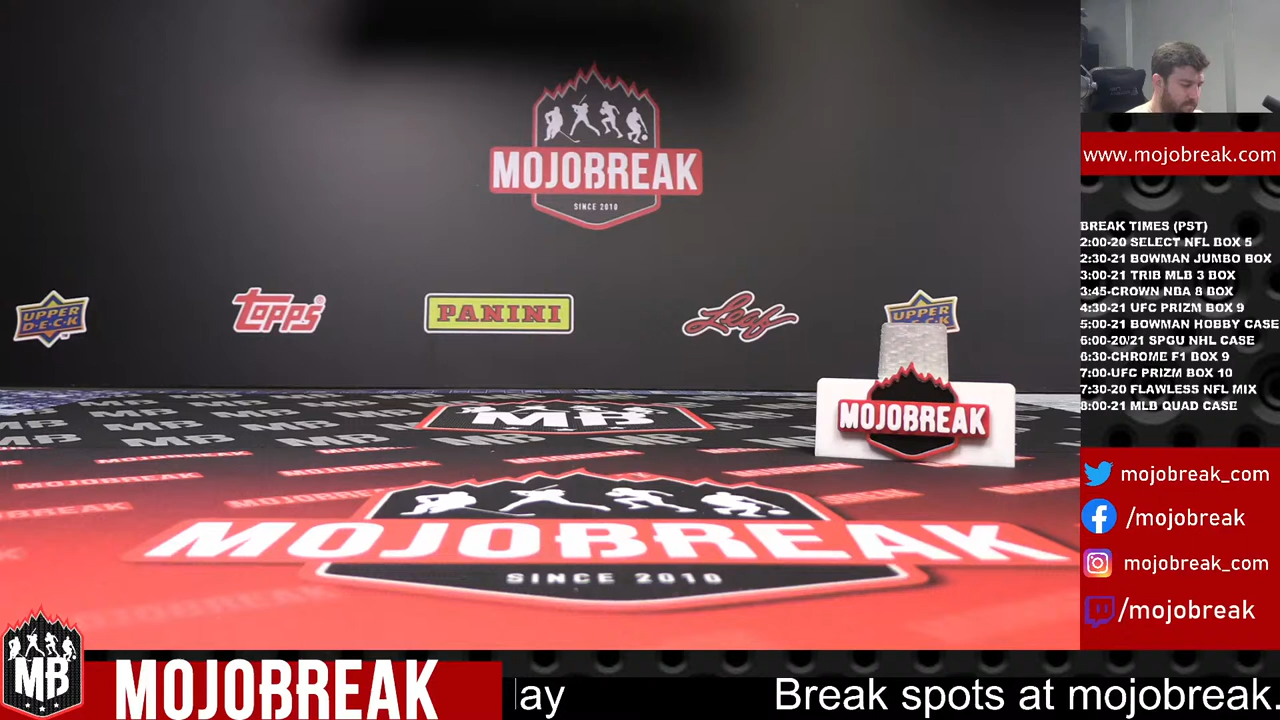 MOJOBREAK
SINCE 2010
UPPER DECK
topps
PANINI
Leaf
UPPER DECK
MB
MOJOBREAK
MOJOBREAK
SINCE 2010
www.mojobreak.com
BREAK TIMES (PST)
2:00-20 SELECT NFL BOX 5
2:30-21 BOWMAN JUMBO BOX
3:00-21 TRIB MLB 3 BOX
3:45-CROWN NBA 8 BOX
4:30-21 UFC PRIZM BOX 9
5:00-21 BOWMAN HOBBY CASE
6:00-20/21 SPGU NHL CASE
6:30-CHROME F1 BOX 9
7:00-UFC PRIZM BOX 10
7:30-20 FLAWLESS NFL MIX
8:00-21 MLB QUAD CASE
mojobreak_com
/mojobreak
mojobreak_com
/mojobreak
MB
MOJOBREAK
lay Break spots at mojobreak.